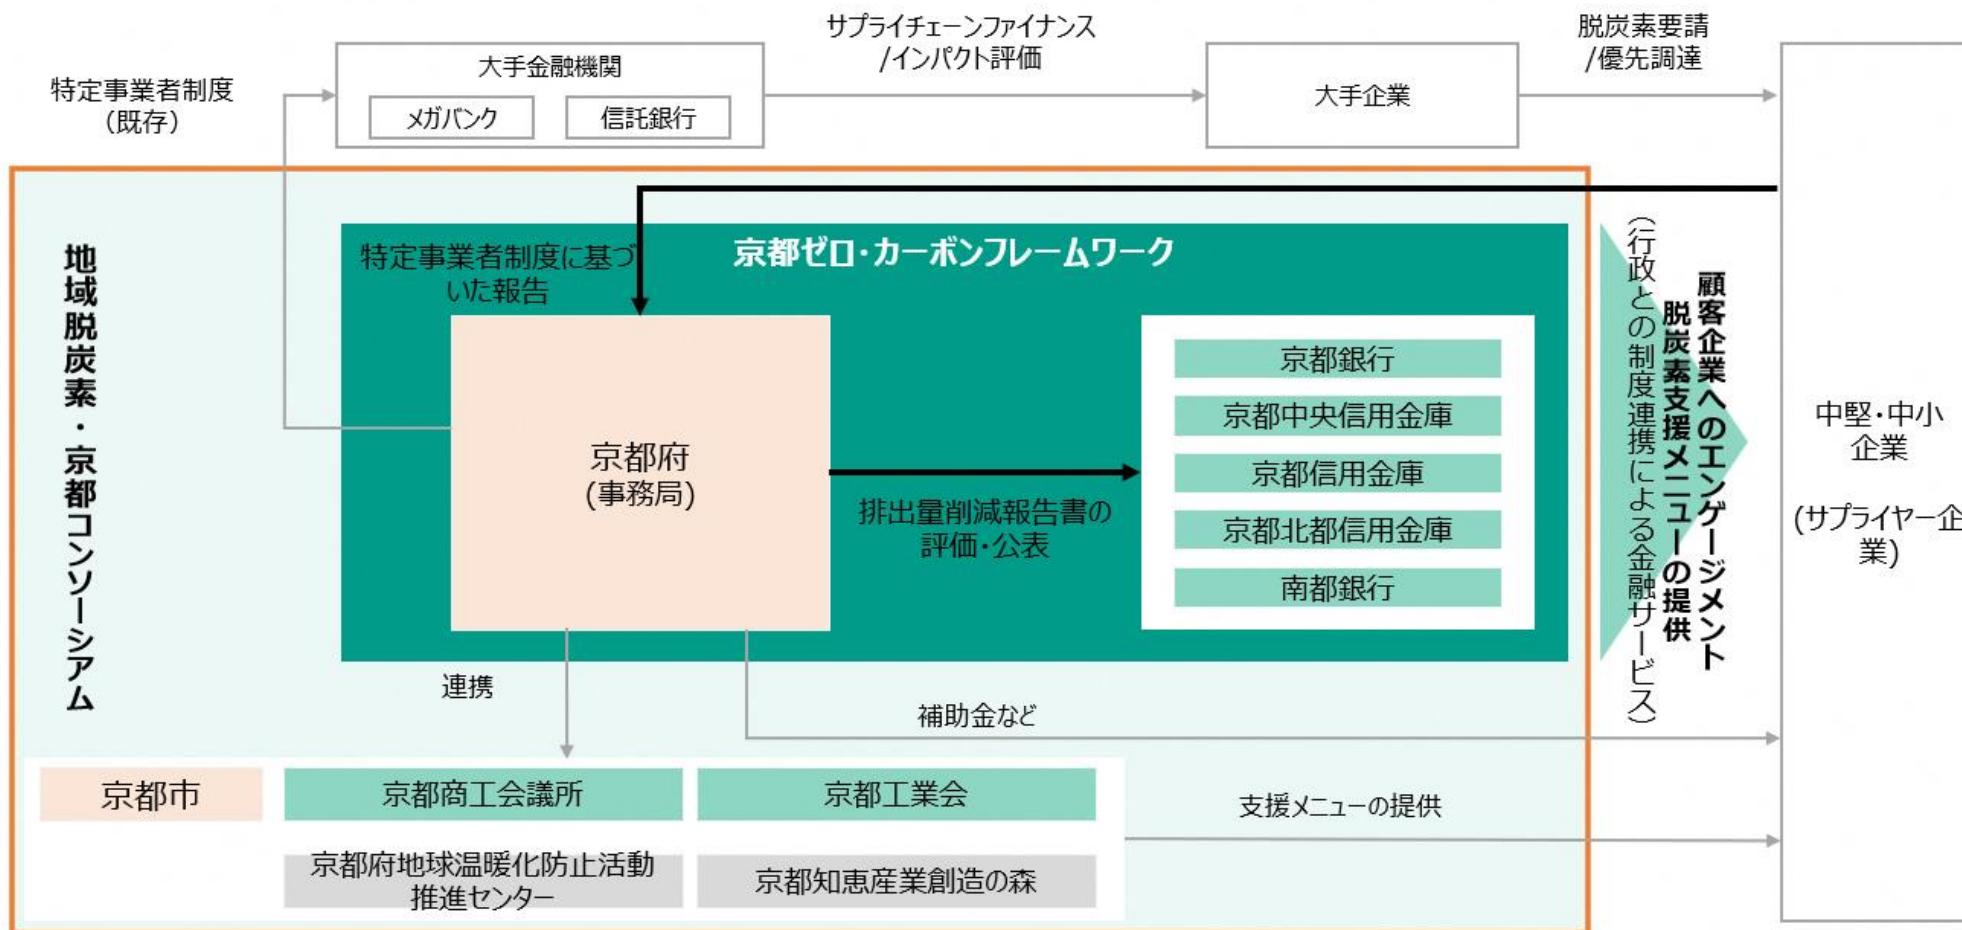 特定事業者制度
（既存）
大手金融機関
メガバンク
信託銀行
サプライチェーンファイナンス
/インパクト評価
大手企業
脱炭素要請
/優先調達
地域脱炭素・京都コンソーシアム
特定事業者制度に基づ
いた報告
京都ゼロ・カーボンフレームワーク
京都府
(事務局)
排出量削減報告書の
評価・公表
京都銀行
京都中央信用金庫
京都信用金庫
京都北都信用金庫
南都銀行
顧客企業へのエンゲージメント
脱炭素支援メニューの提供
（行政との制度連携による金融サービス）
中堅・中小
企業
(サプライヤー企
業)
連携
補助金など
京都市
京都商工会議所
京都工業会
京都府地球温暖化防止活動
推進センター
京都知恵産業創造の森
支援メニューの提供